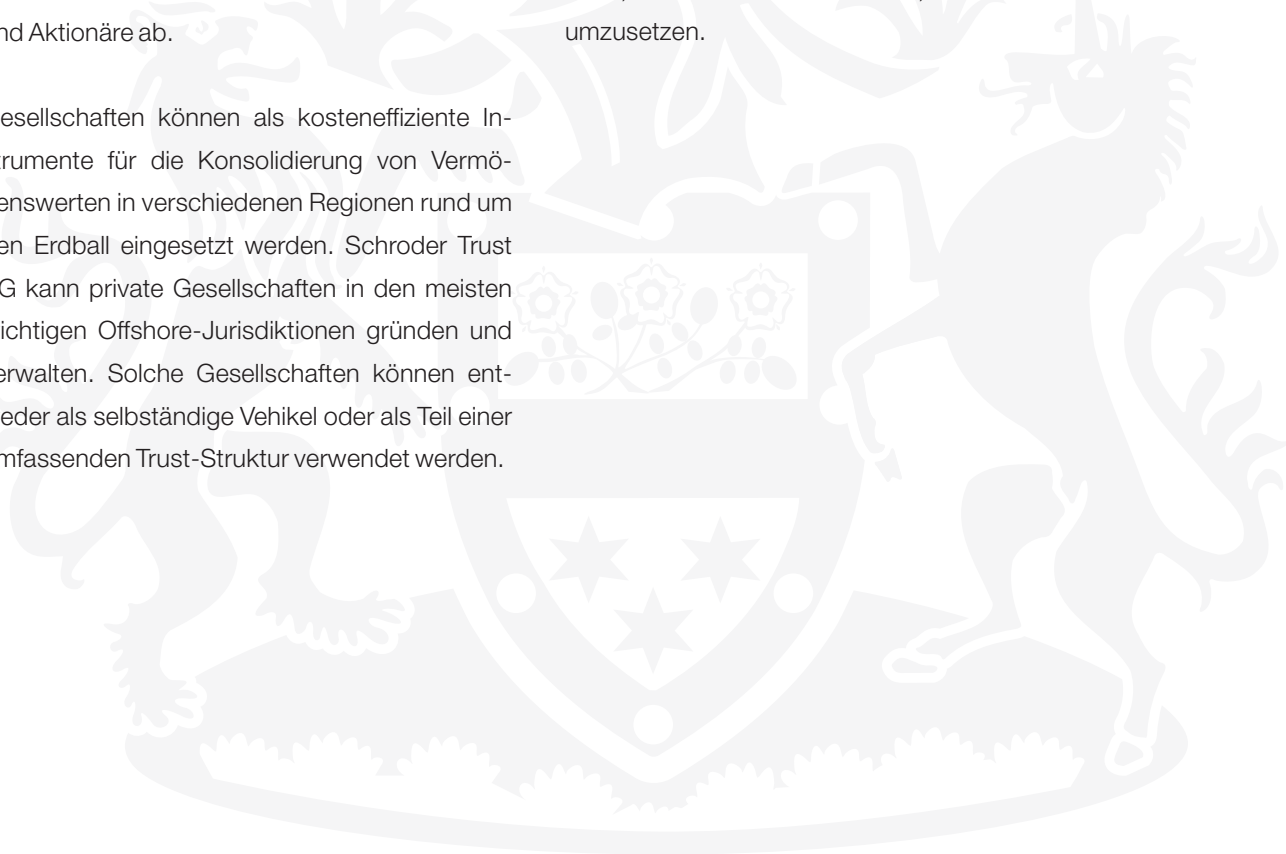 nd Aktionäre ab.
esellschaften können als kosteneffiziente In-
trumente für die Konsolidierung von Vermö-
enswerten in verschiedenen Regionen rund um
en Erdball eingesetzt werden. Schroder Trust
G kann private Gesellschaften in den meisten
ichtigen Offshore-Jurisdiktionen gründen und
erwalten. Solche Gesellschaften können ent-
eder als selbständige Vehikel oder als Teil einer
mfassenden Trust-Struktur verwendet werden.
umzusetzen.